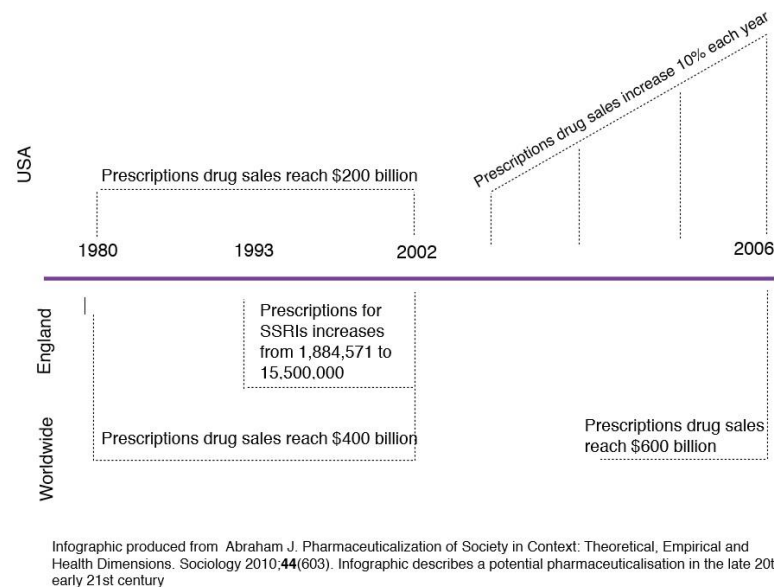 Prescriptions drug sales increase 10% each year
USA
Prescriptions drug sales reach $200 billion
1980
1993
2002
2006
England
Prescriptions for
SSRIs increases
from 1,884,571 to
15,500,000
Worldwide
Prescriptions drug sales reach $400 billion
Prescriptions drug sales
reach $600 billion
Infographic produced from Abraham J. Pharmaceuticalization of Society in Context: Theoretical, Empirical and
Health Dimensions. Sociology 2010;44(603). Infographic describes a potential pharmaceuticalisation in the late
early 21st century